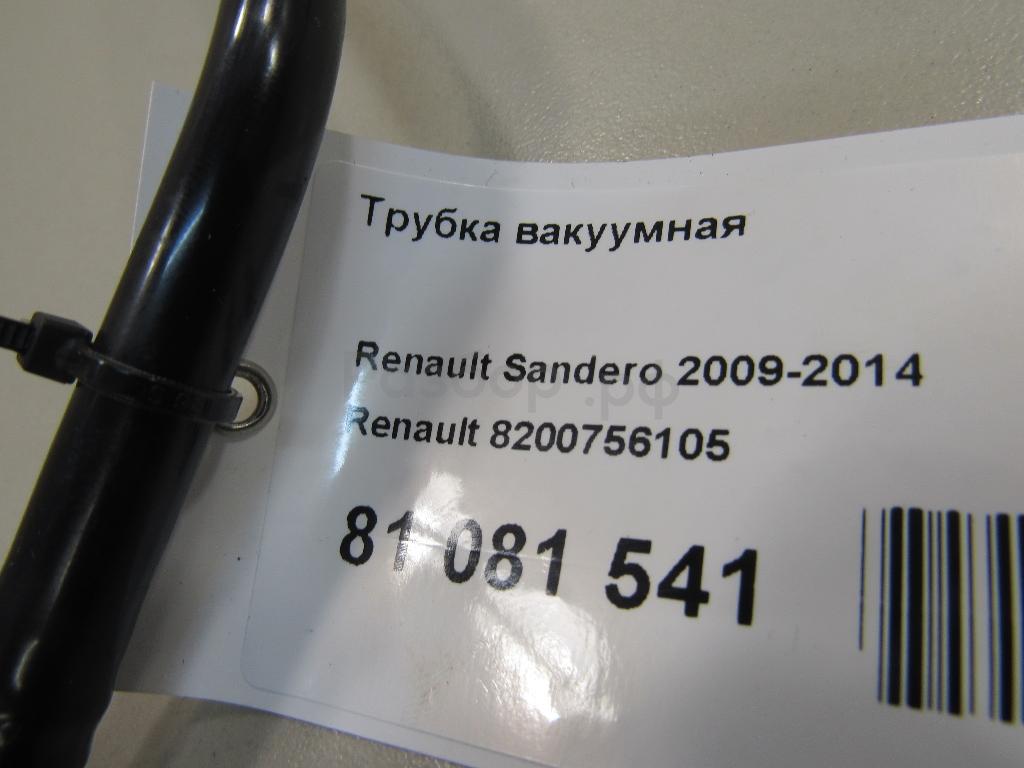 Трубка вакуумная
Renault Sandero 2009-2014
Renault 8200756105
81 081 541